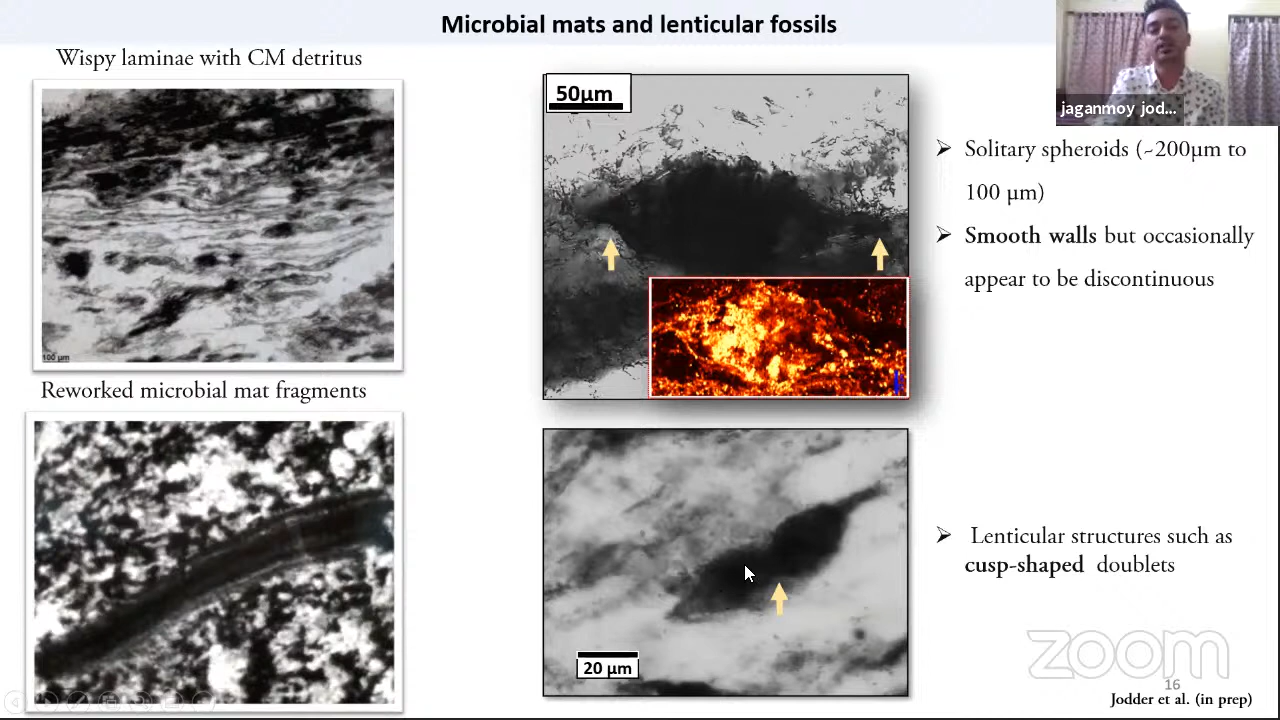 Microbial mats and lenticular fossils
Wispy laminae with CM detritus
100 µm
Reworked microbial mat fragments
50µm
20 µm
jaganmoy jod...
Solitary spheroids (~200µm to
100 µm)
Smooth walls but occasionally
appear to be discontinuous
Lenticular structures such as
cusp-shaped doublets
zoom
16
Jodder et al. (in prep)